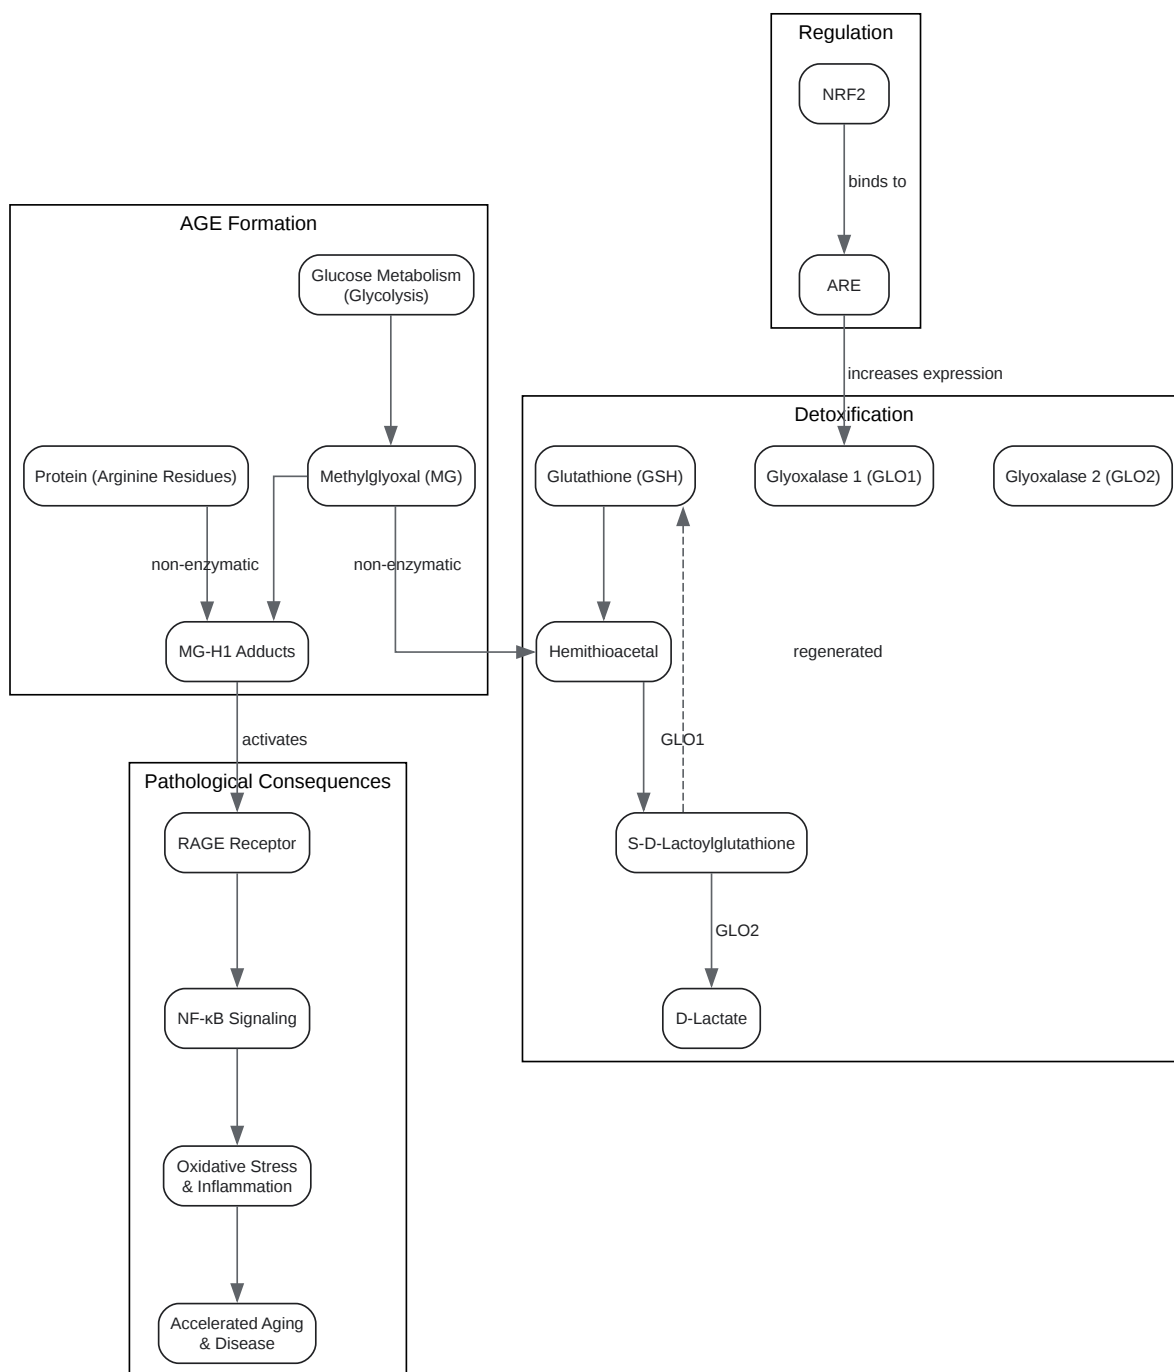 Regulation
NRF2
binds to
ARE
increases expression
AGE Formation
Glucose Metabolism
(Glycolysis)
Protein (Arginine Residues)
Methylglyoxal (MG)
non-enzymatic
non-enzymatic
MG-H1 Adducts
activates
Detoxification
Glutathione (GSH)
Glyoxalase 1 (GLO1)
Glyoxalase 2 (GLO2)
Hemithioacetal
regenerated
GLO1
S-D-Lactoylglutathione
GLO2
D-Lactate
Pathological Consequences
RAGE Receptor
NF-κB Signaling
Oxidative Stress
& Inflammation
Accelerated Aging
& Disease